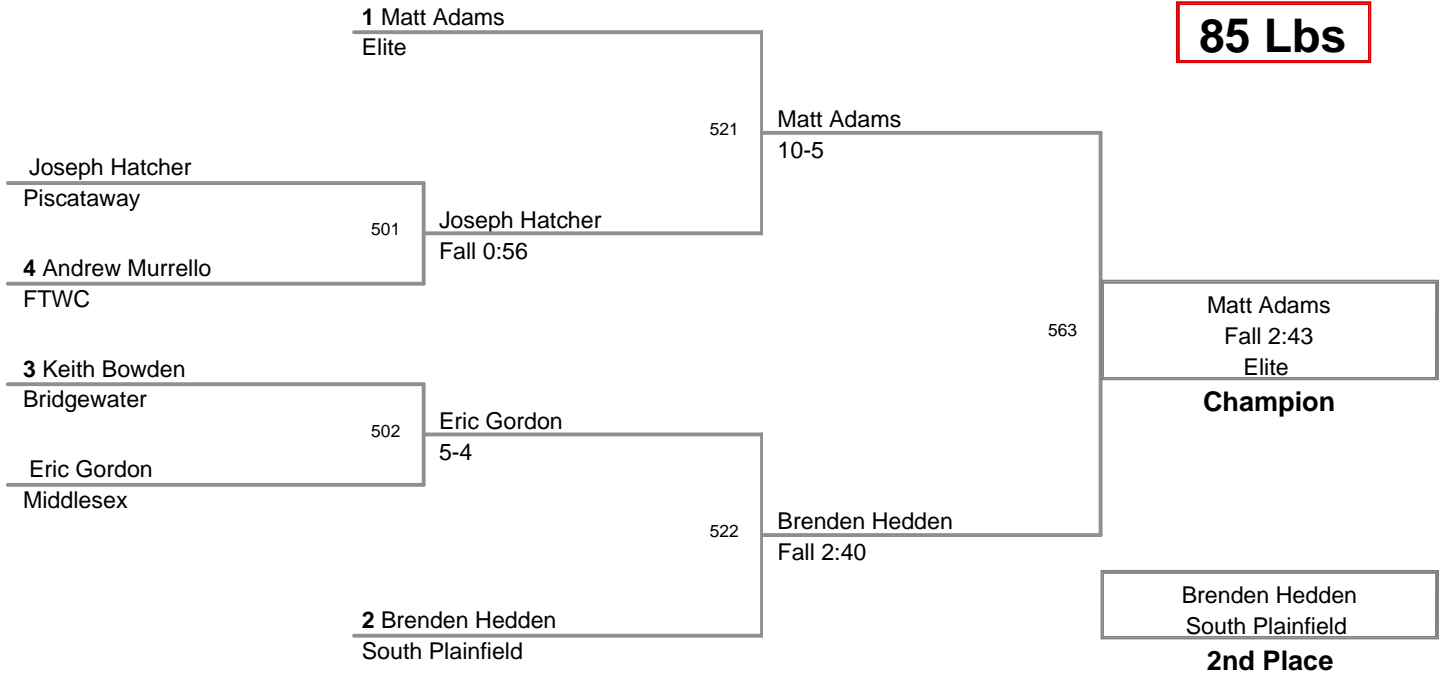 85 Lbs
1 Matt Adams
Elite
521
Matt Adams
10-5
Joseph Hatcher
Piscataway
501
Joseph Hatcher
Fall 0:56
4 Andrew Murrello
FTWC
563
Matt Adams
Fall 2:43
Elite
Champion
3 Keith Bowden
Bridgewater
502
Eric Gordon
5-4
Eric Gordon
Middlesex
522
Brenden Hedden
Fall 2:40
2 Brenden Hedden
South Plainfield
Brenden Hedden
South Plainfield
2nd Place